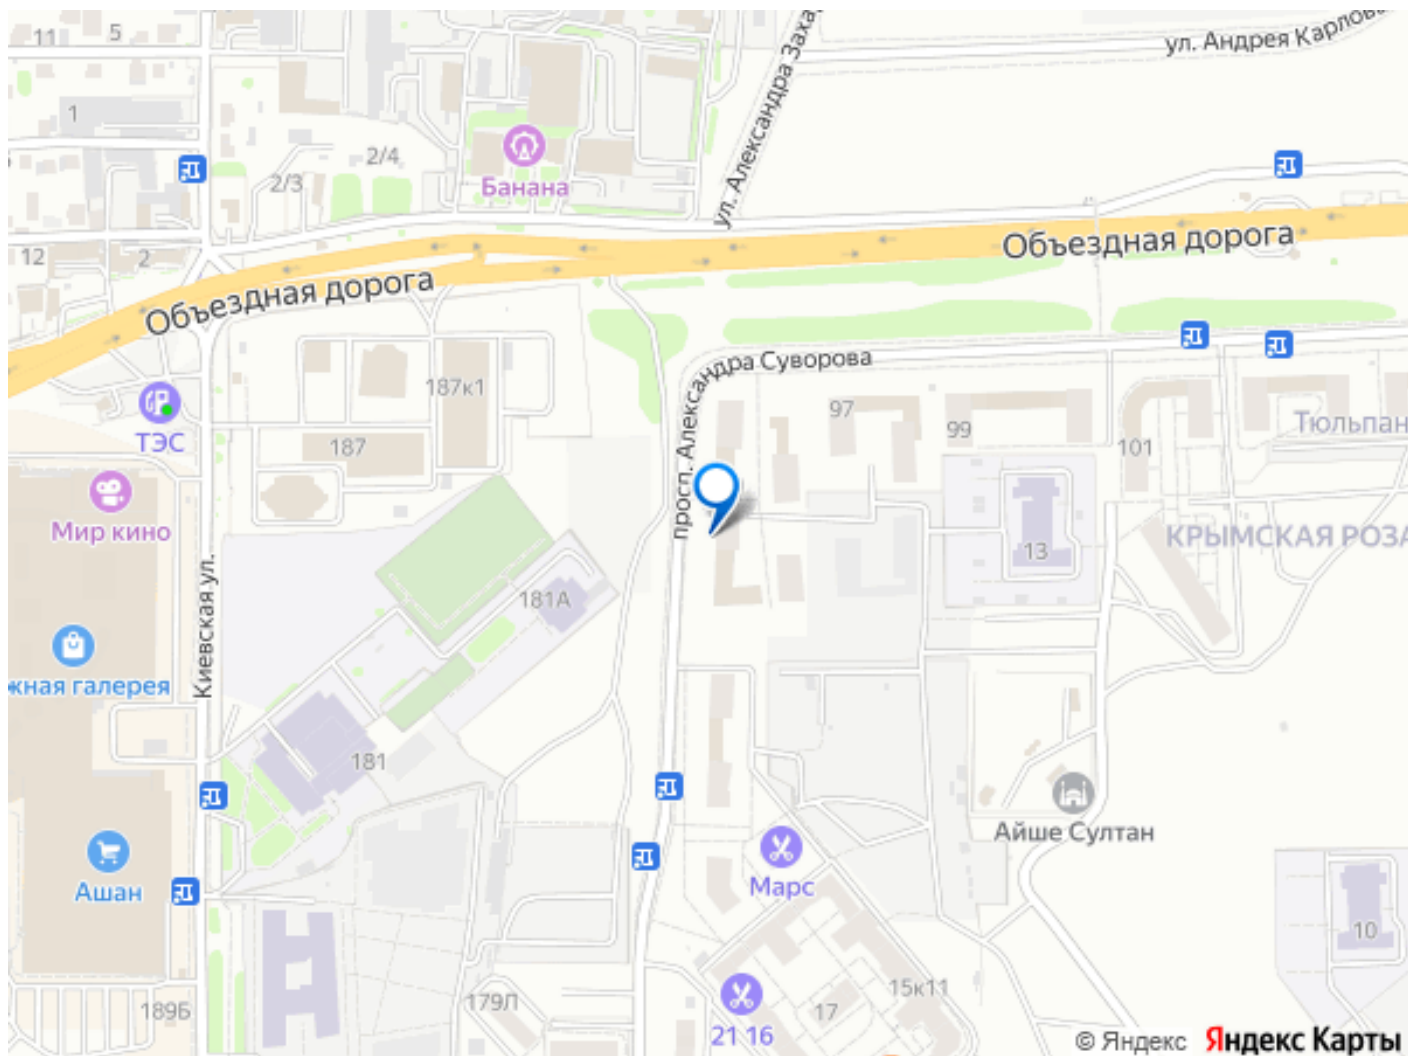 11
5
ул. Андрея Карлова
ул. Александра Заха
1
2/4
2/3
Банана
12
2
Объездная дорога
Объездная дорога
187к1
просп. Александра Суворова
97
99
101
Тюльпан
ТЭС
187
Мир кино
КРЫМСКАЯ РОЗА
13
181А
Киевская ул.
жная галерея
181
Айше Султан
Ашан
Марс
10
189Б
179Л
15к11
17
21 16
© Яндекс Яндекс Карты